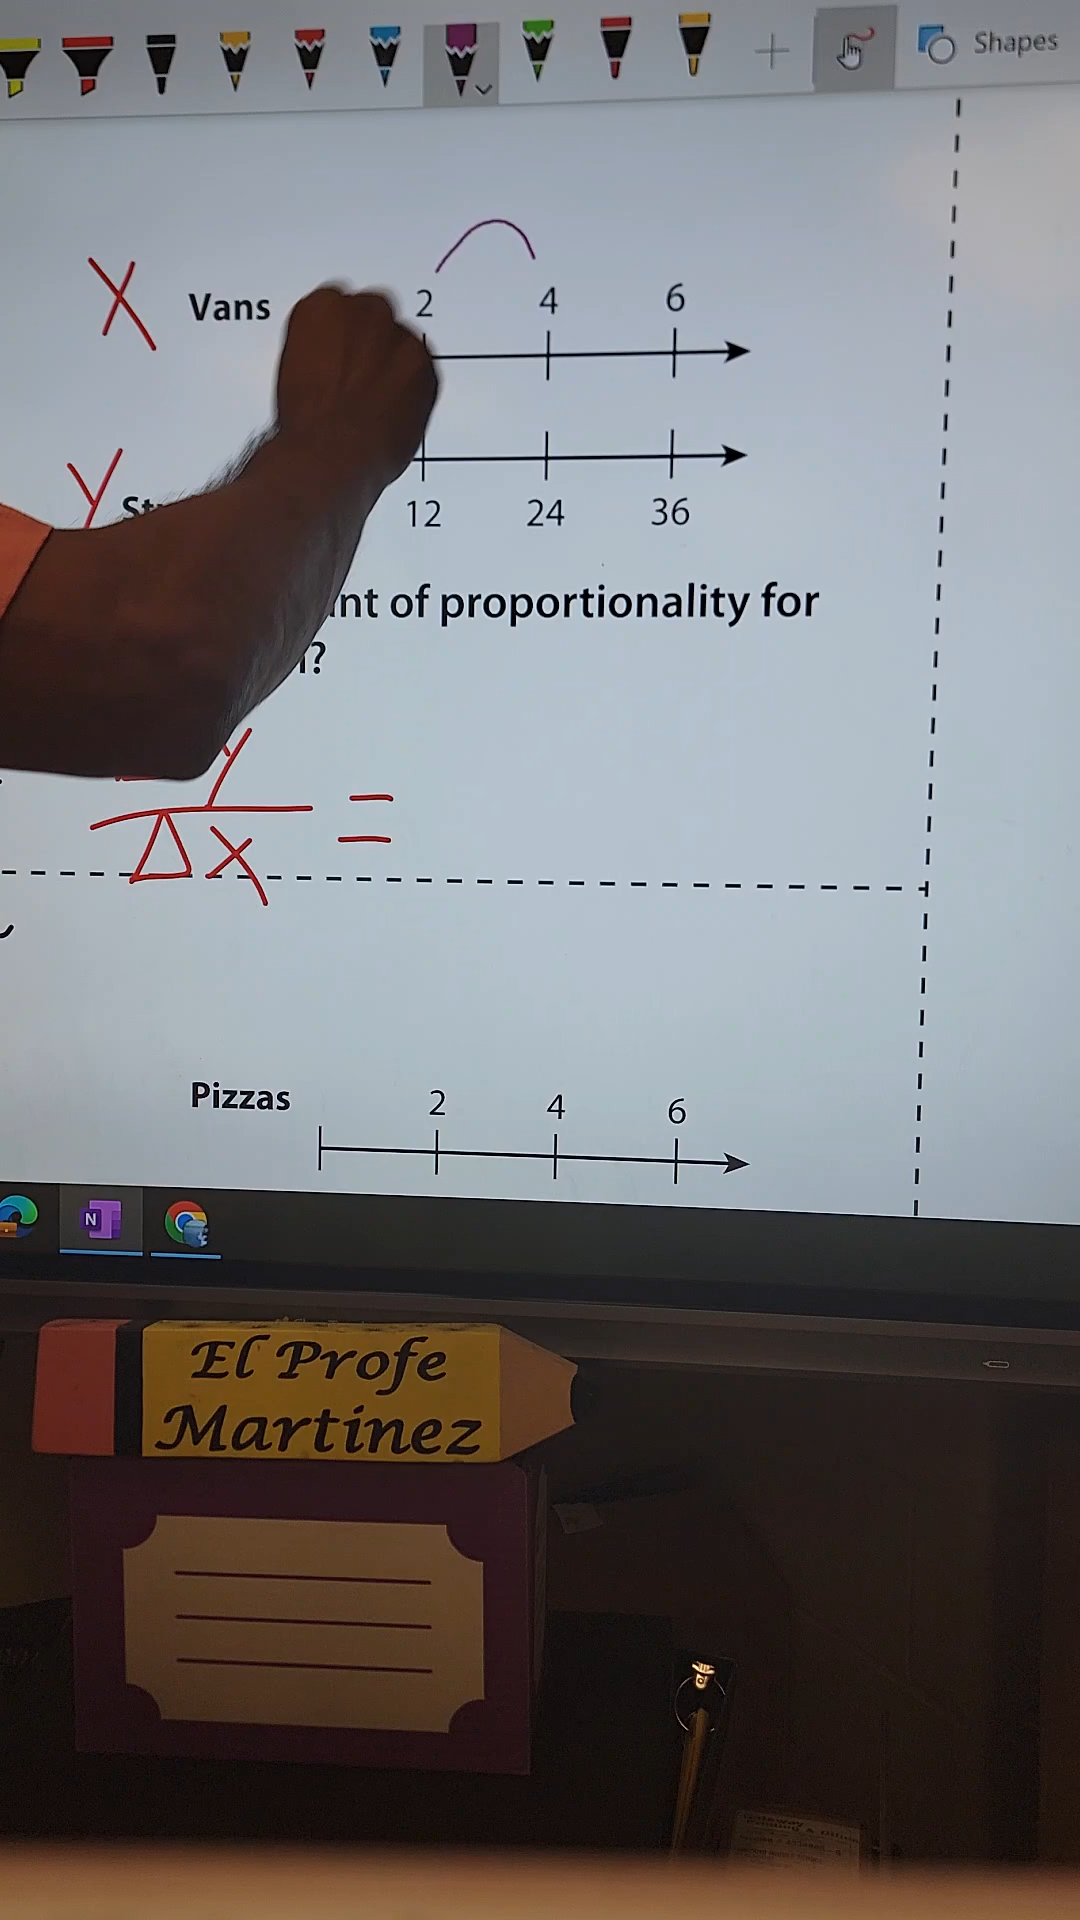 Shapes
X Vans 2 4 6
y
12 24 36
of proportionality for
y
Δx =
Pizzas 2 4 6
N
El Profe
Martinez